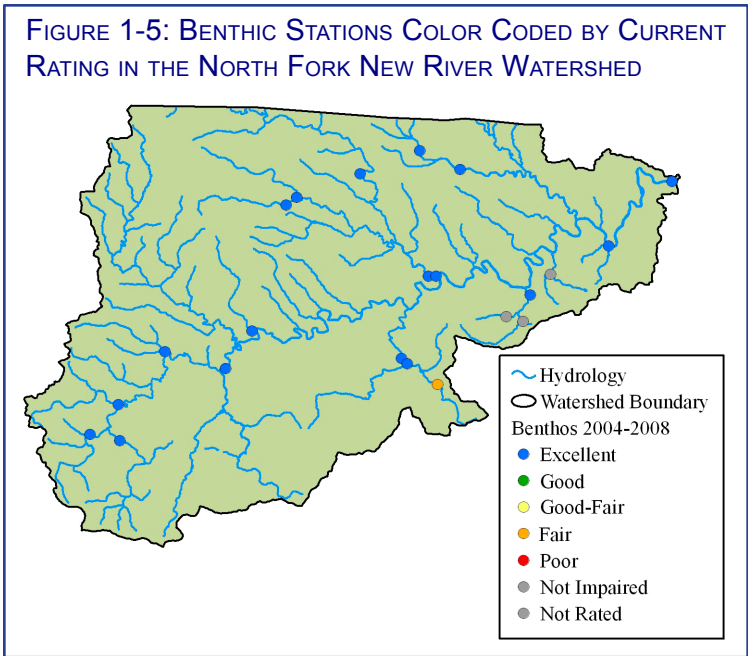 FIGURE 1-5: BENTHIC STATIONS COLOR CODED BY CURRENT
RATING IN THE NORTH FORK NEW RIVER WATERSHED
Hydrology
Watershed Boundary
Benthos 2004-2008
Excellent
Good
Good-Fair
Fair
Poor
Not Impaired
Not Rated